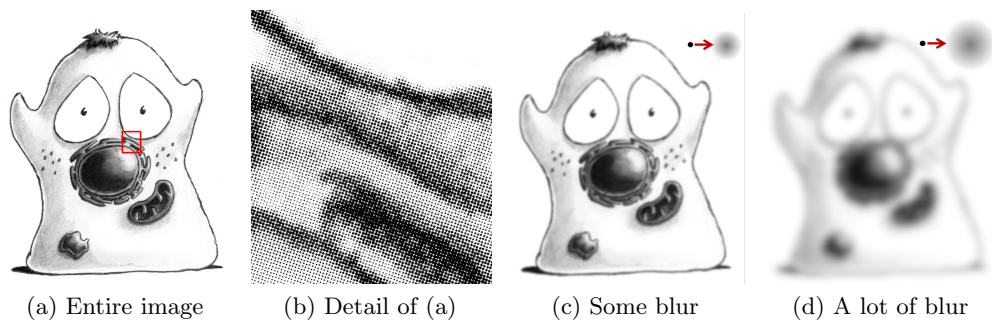 (a) Entire image
(b) Detail of (a)
(c) Some blur
(d) A lot of blur